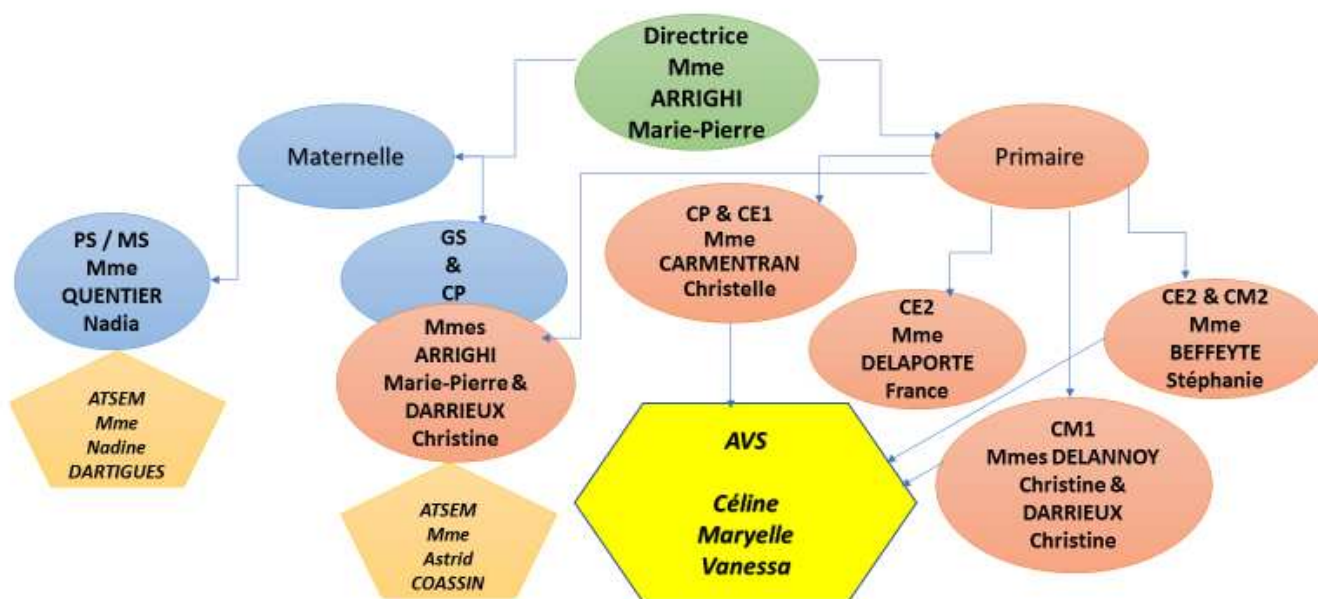 Directrice
Mme
ARRIGHI
Marie-Pierre
Maternelle
Primaire
PS / MS
Mme
QUENTIER
Nadia
GS
&
CP
CP & CE1
Mme
CARMENTRAN
Christelle
CE2
Mme
DELAPORTE
France
CE2 & CM2
Mme
BEFFEYTE
Stéphanie
Mmes
ARRIGHI
Marie-Pierre &
DARRIEUX
Christine
ATSEM
Mme
Nadine
DARTIGUES
AVS
Céline
Maryelle
Vanessa
CM1
Mmes DELANNOY
Christine &
DARRIEUX
Christine
ATSEM
Mme
Astrid
COASSIN